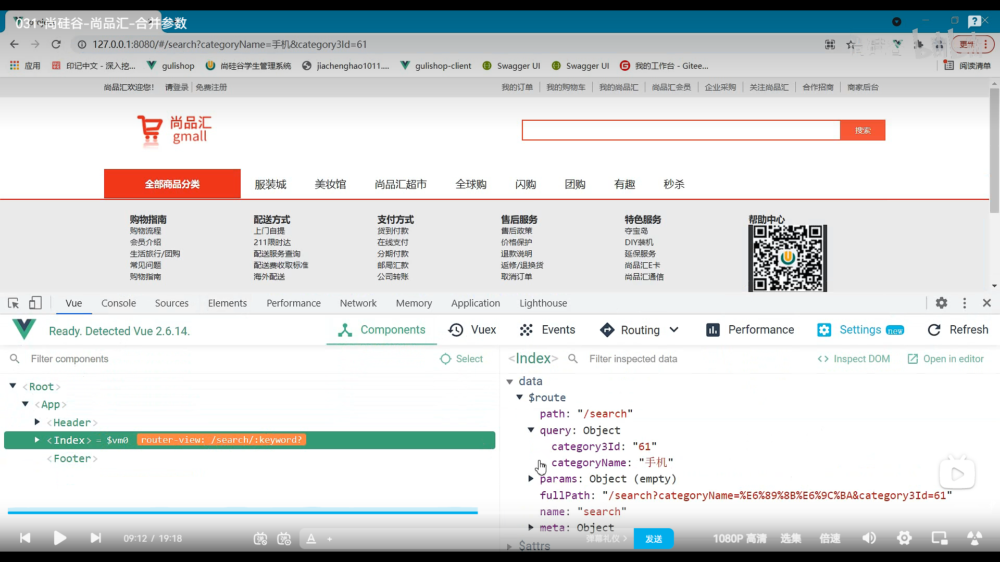 031-尚硅谷-尚品汇-合并参数
127.0.0.1:8080/#/search?categoryName=手机&category3Id=61
更新
应用 印记中文 - 深入挖... gulishop 尚硅谷学生管理系统 jiachenghao1011.... gulishop-client Swagger UI Swagger UI 我的工作台 - Gitee... 阅读清单
尚品汇欢迎您! 请登录 免费注册 我的订单 我的购物车 我的尚品汇 尚品汇会员 企业采购 关注尚品汇 合作招商 商家后台
尚品汇
gmall
搜索
全部商品分类 服装城 美妆馆 尚品汇超市 全球购 闪购 团购 有趣 秒杀
购物指南 配送方式 支付方式 售后服务 特色服务 帮助中心
购物流程 上门自提 货到付款 售后政策 夺宝岛
会员介绍 211限时达 在线支付 价格保护 DIY装机
生活旅行/团购 配送服务查询 分期付款 退款说明 延保服务
常见问题 配送费收取标准 邮局汇款 返修/退换货 尚品汇E卡
购物指南 海外配送 公司转账 取消订单 尚品汇通信
Vue Console Sources Elements Performance Network Memory Application Lighthouse
Ready. Detected Vue 2.6.14. Components Vuex Events Routing Performance Settings new Refresh
Filter components Select <Index> Filter inspected data <> Inspect DOM Open in editor
<Root>
<App>
<Header>
<Index> = $vm0 router-view: /search/:keyword?
<Footer>
data
$route
path: "/search"
query: Object
category3Id: "61"
categoryName: "手机"
params: Object (empty)
fullPath: "/search?categoryName=%E6%89%8B%E6%9C%BA&category3Id=61"
name: "search"
meta: Object
$attrs
09:12 / 19:18 弹 弹 A + 弹幕礼仪 > 发送 1080P 高清 选集 倍速